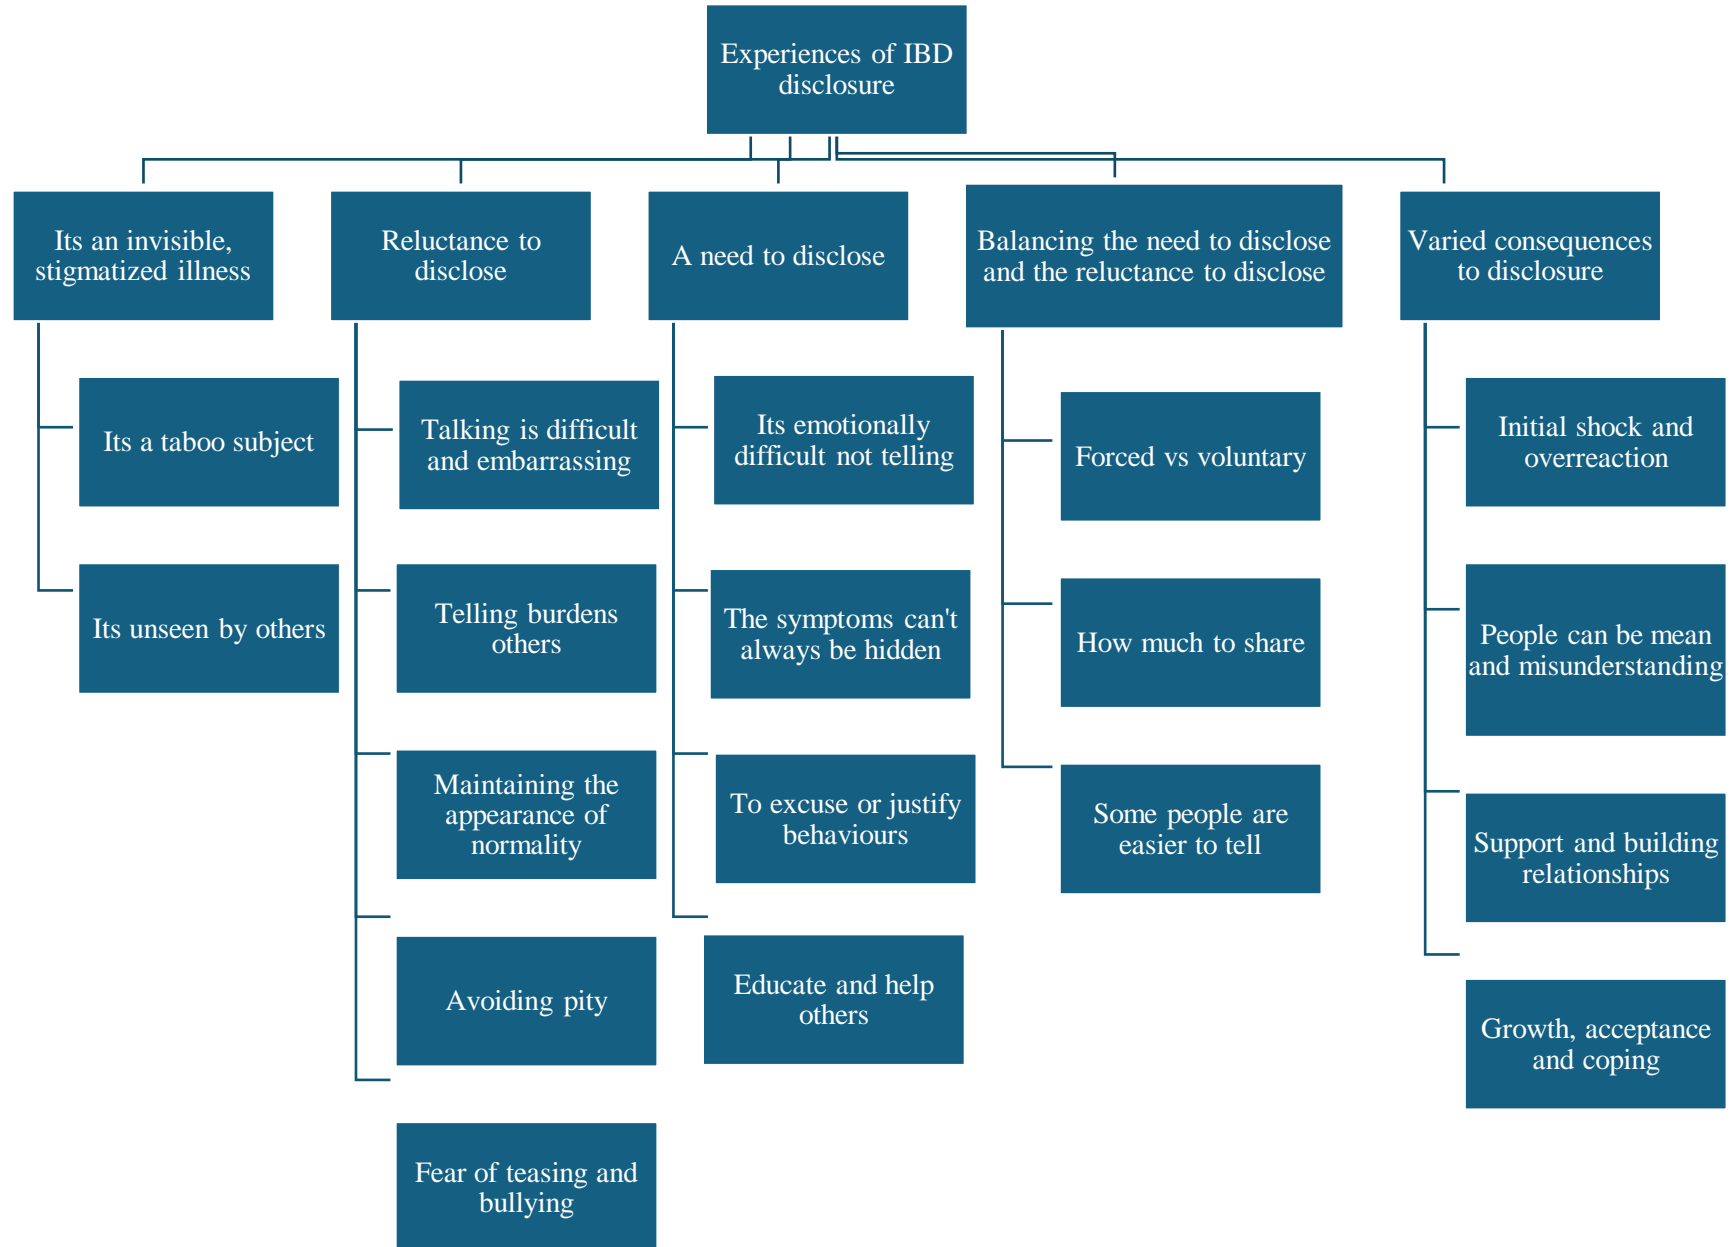 Experiences of IBD
disclosure
Its an invisible,
stigmatized illness
Its a taboo subject
Its unseen by others
Reluctance to
disclose
Talking is difficult
and embarrassing
Telling burdens
others
Maintaining the
appearance of
normality
Avoiding pity
Fear of teasing and
bullying
A need to disclose
Its emotionally
difficult not telling
The symptoms can't
always be hidden
To excuse or justify
behaviours
Educate and help
others
Balancing the need to disclose
and the reluctance to disclose
Forced vs voluntary
How much to share
Some people are
easier to tell
Varied consequences
to disclosure
Initial shock and
overreaction
People can be mean
and misunderstanding
Support and building
relationships
Growth, acceptance
and coping